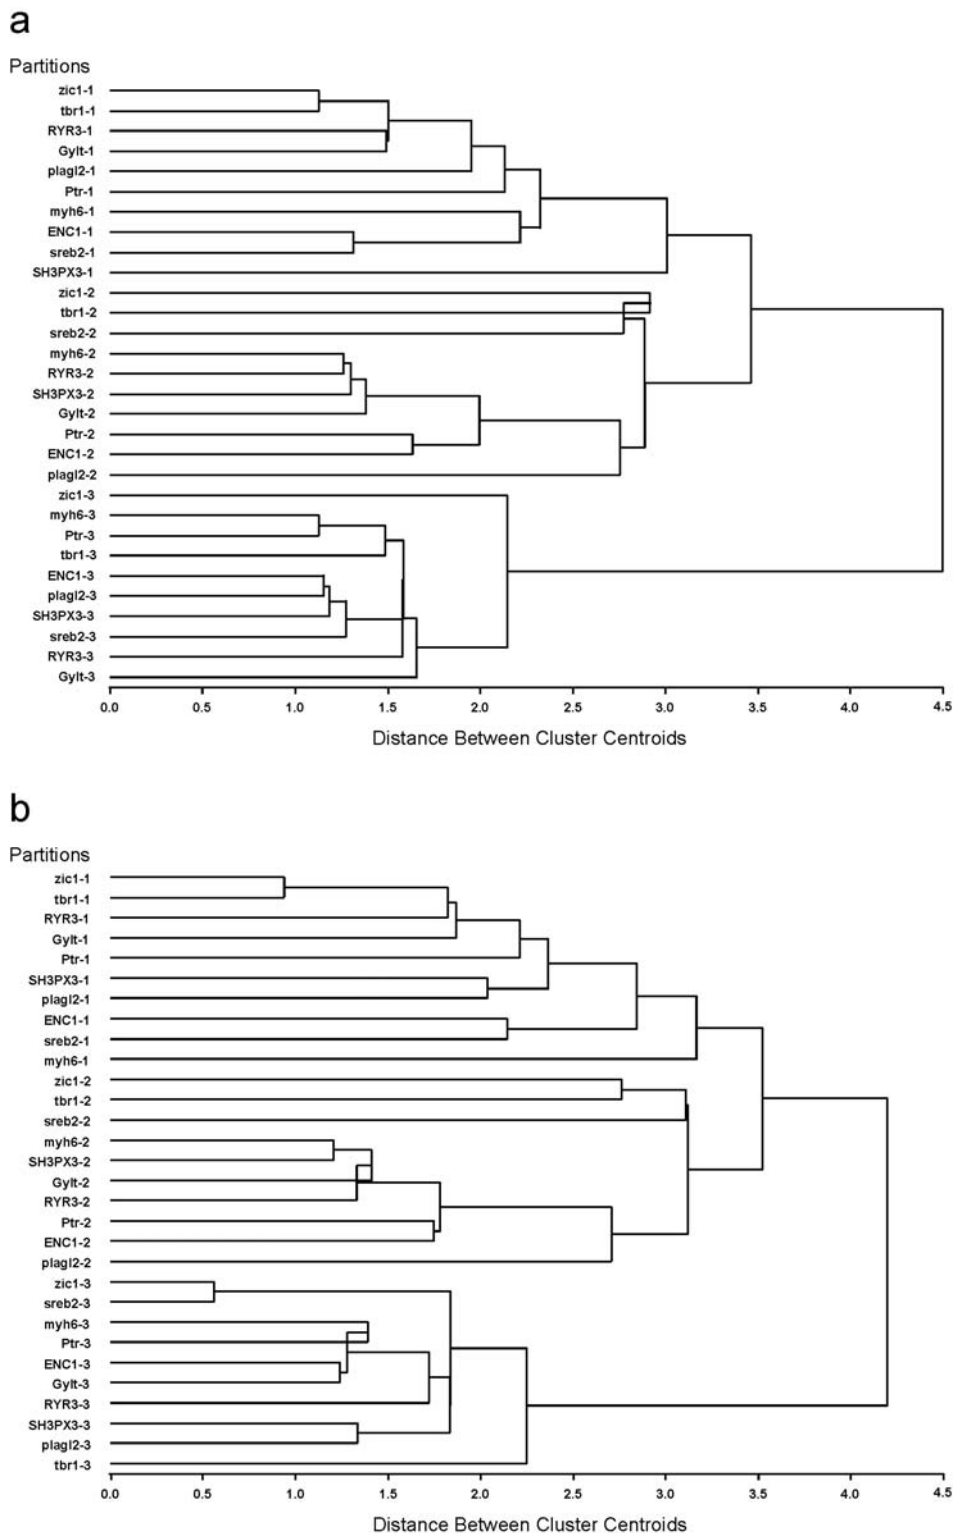 a
Partitions
zic1-1
tbr1-1
RYR3-1
Gylt-1
plagl2-1
Ptr-1
myh6-1
ENC1-1
sreb2-1
SH3PX3-1
zic1-2
tbr1-2
sreb2-2
myh6-2
RYR3-2
SH3PX3-2
Gylt-2
Ptr-2
ENC1-2
plagl2-2
zic1-3
myh6-3
Ptr-3
tbr1-3
ENC1-3
plagl2-3
SH3PX3-3
sreb2-3
RYR3-3
Gylt-3
0.0 0.5 1.0 1.5 2.0 2.5 3.0 3.5 4.0 4.5
Distance Between Cluster Centroids
b
Partitions
zic1-1
tbr1-1
RYR3-1
Gylt-1
Ptr-1
SH3PX3-1
plagl2-1
ENC1-1
sreb2-1
myh6-1
zic1-2
tbr1-2
sreb2-2
myh6-2
SH3PX3-2
Gylt-2
RYR3-2
Ptr-2
ENC1-2
plagl2-2
zic1-3
sreb2-3
myh6-3
Ptr-3
ENC1-3
Gylt-3
RYR3-3
SH3PX3-3
plagl2-3
tbr1-3
0.0 0.5 1.0 1.5 2.0 2.5 3.0 3.5 4.0 4.5
Distance Between Cluster Centroids